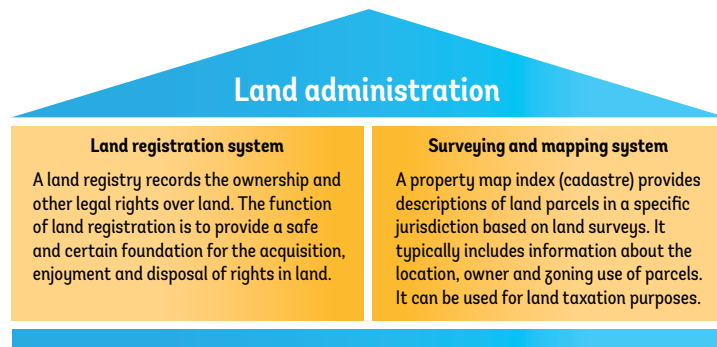 Land administration
Land registration system
A land registry records the ownership and
other legal rights over land. The function
of land registration is to provide a safe
and certain foundation for the acquisition,
enjoyment and disposal of rights in land.
Surveying and mapping system
A property map index (cadastre) provides
descriptions of land parcels in a specific
jurisdiction based on land surveys. It
typically includes information about the
location, owner and zoning use of parcels.
It can be used for land taxation purposes.